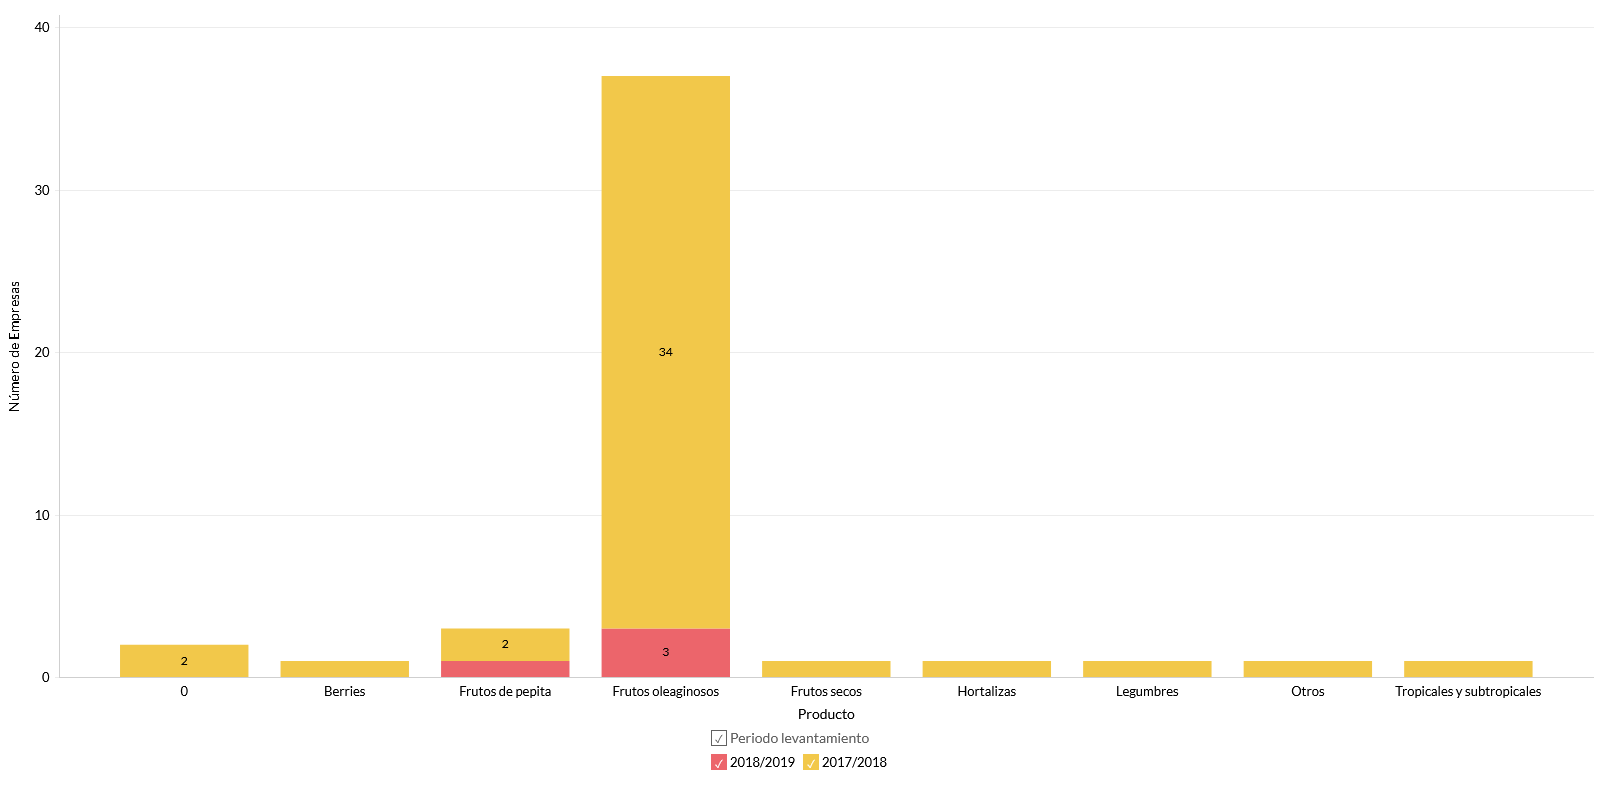 40
30
20
10
0
Número de Empresas
34
2
2
3
0 Berries Frutos de pepita Frutos oleaginosos Frutos secos Hortalizas Legumbres Otros Tropicales y subtropicales
Producto
Periodo levantamiento
2018/2019 2017/2018